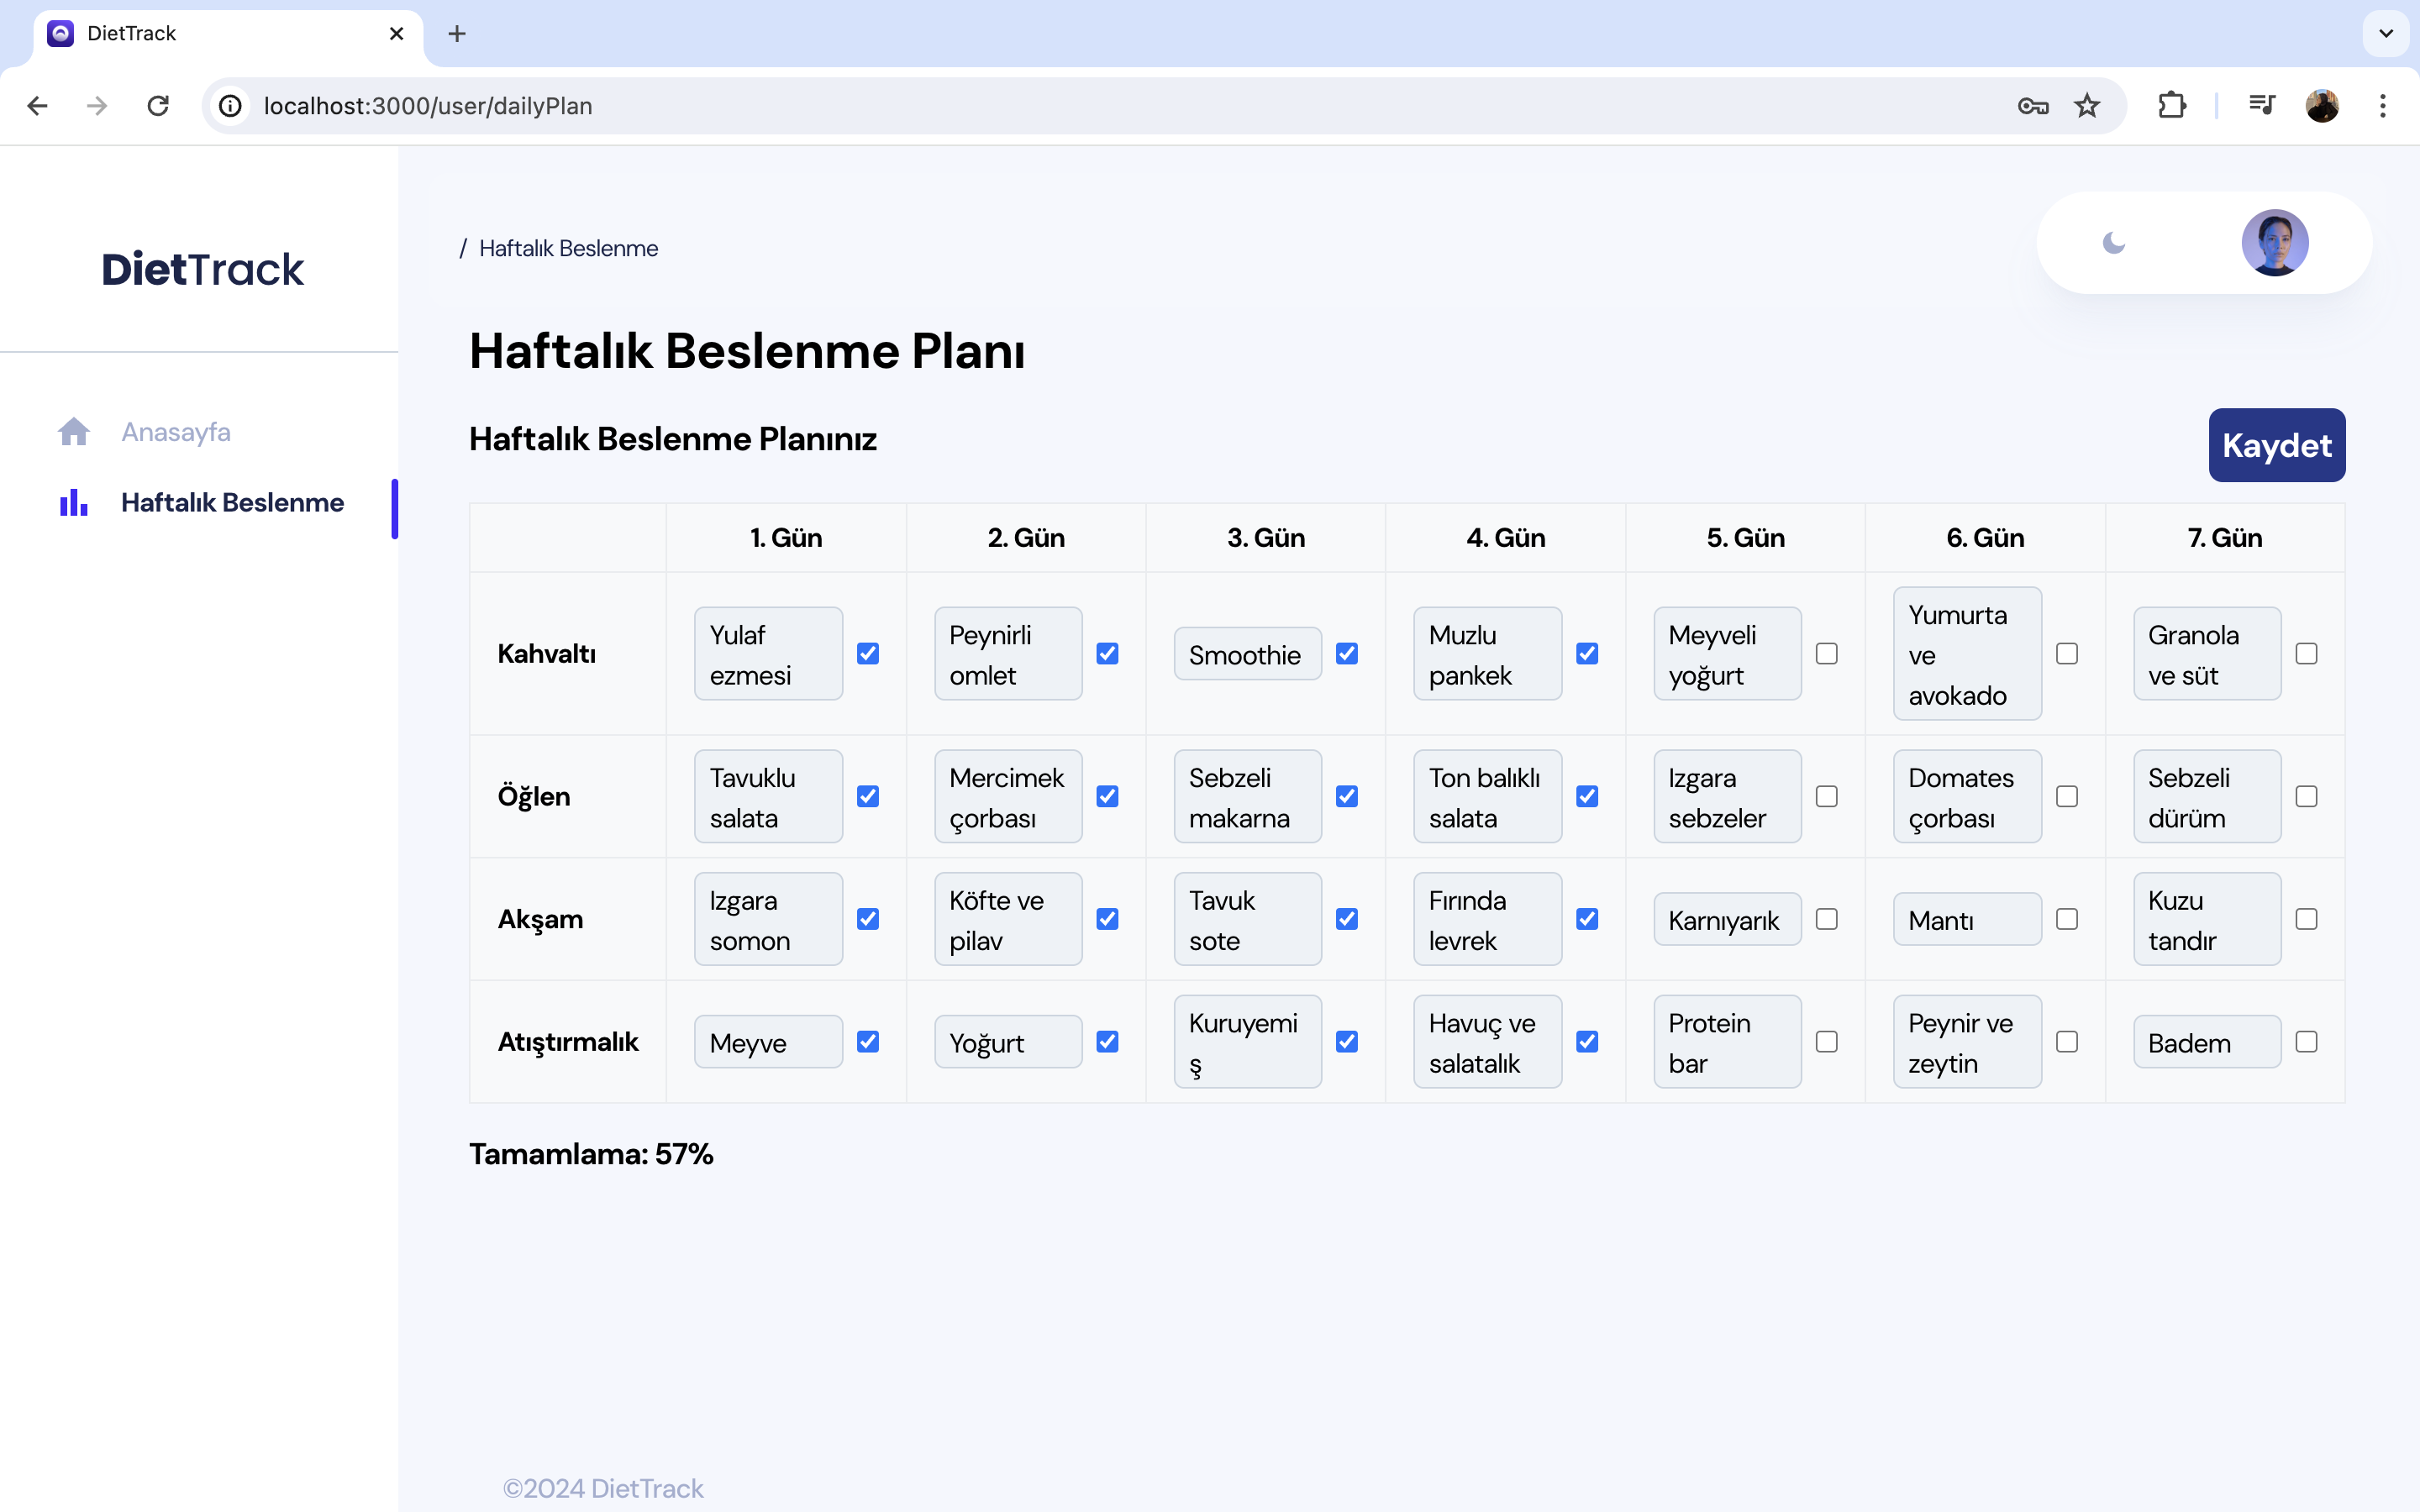 DietTrack
localhost:3000/user/dailyPlan
DietTrack
Anasayfa
Haftalık Beslenme
/ Haftalık Beslenme
Haftalık Beslenme Planı
Haftalık Beslenme Planınız
Kaydet
1. Gün 2. Gün 3. Gün 4. Gün 5. Gün 6. Gün 7. Gün
Kahvaltı
Yulaf
ezmesi
Peynirli
omlet
Smoothie
Muzlu
pankek
Meyveli
yoğurt
Yumurta
ve
avokado
Granola
ve süt
Öğlen
Tavuklu
salata
Mercimek
çorbası
Sebzeli
makarna
Ton balıklı
salata
Izgara
sebzeler
Domates
çorbası
Sebzeli
dürüm
Akşam
Izgara
somon
Köfte ve
pilav
Tavuk
sote
Fırında
levrek
Karnıyarık
Mantı
Kuzu
tandır
Atıştırmalık
Meyve
Yoğurt
Kuruyemi
ş
Havuç ve
salatalık
Protein
bar
Peynir ve
zeytin
Badem
Tamamlama: 57%
©2024 DietTrack